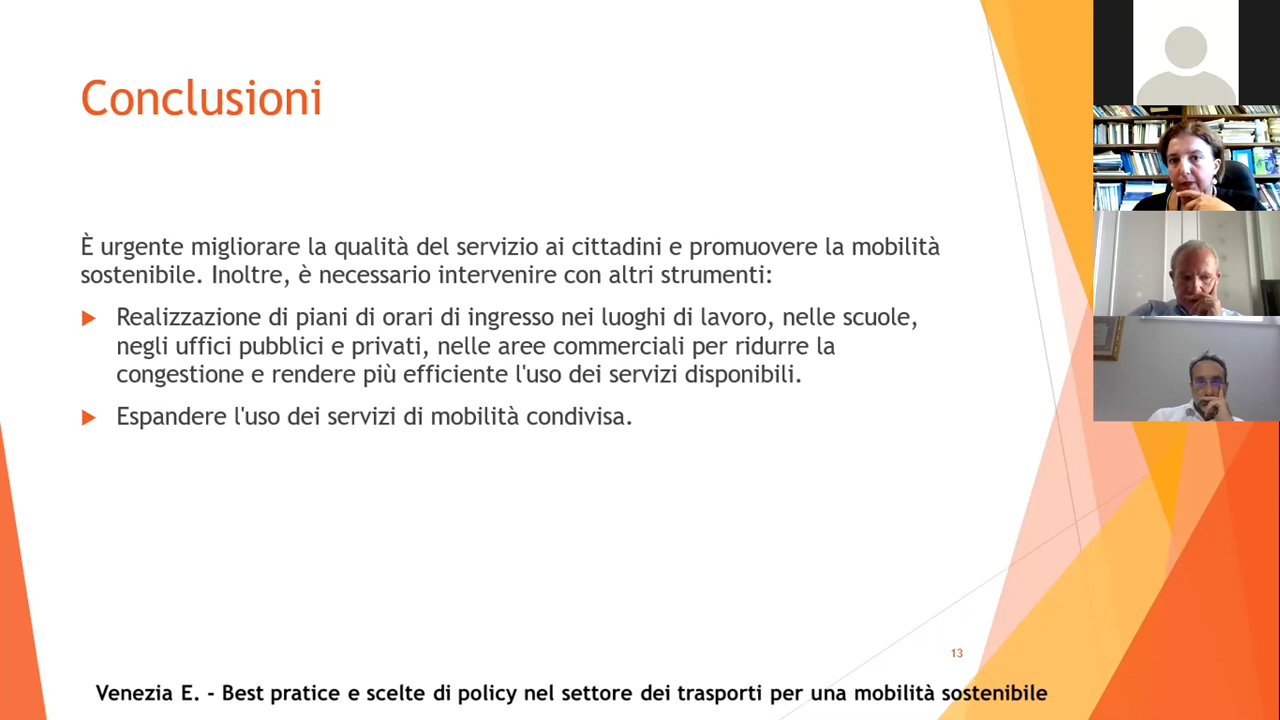 Conclusioni
È urgente migliorare la qualità del servizio ai cittadini e promuovere la mobilità
sostenibile. Inoltre, è necessario intervenire con altri strumenti:
Realizzazione di piani di orari di ingresso nei luoghi di lavoro, nelle scuole,
negli uffici pubblici e privati, nelle aree commerciali per ridurre la
congestione e rendere più efficiente l'uso dei servizi disponibili.
Espandere l'uso dei servizi di mobilità condivisa.
13
Venezia E. - Best pratice e scelte di policy nel settore dei trasporti per una mobilità sostenibile